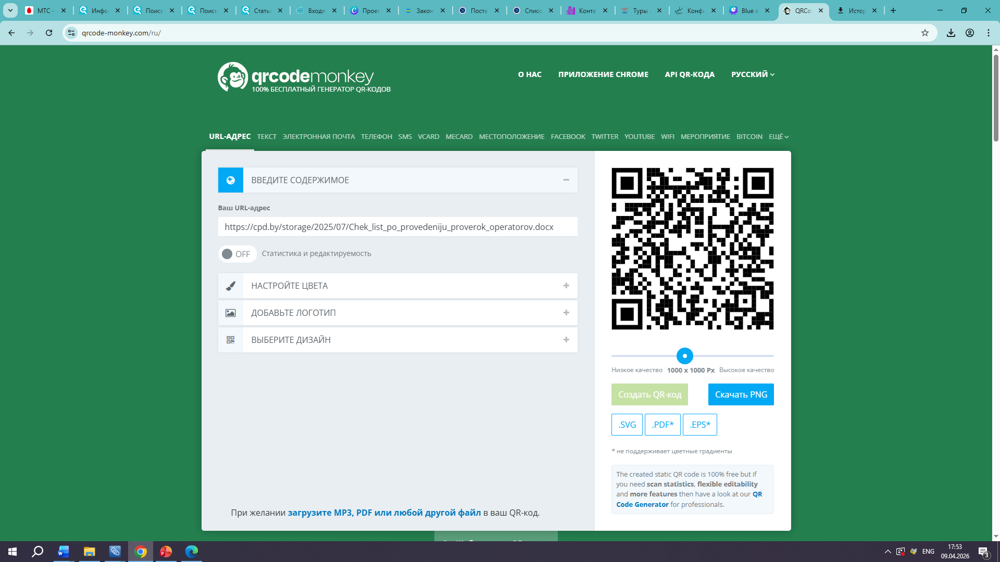 МТС –
Инфо
Поиск
Поиск
Статьи
Входя
Проек
Закон
Поста
Списо
Конта
Туры
Конфи
Blue a
QRCo
Истор
qrcode-monkey.com/ru/
qrcodemonkey
100% БЕСПЛАТНЫЙ ГЕНЕРАТОР QR-КОДОВ
О НАС
ПРИЛОЖЕНИЕ CHROME
API QR-КОДА
РУССКИЙ
URL-АДРЕС
ТЕКСТ
ЭЛЕКТРОННАЯ ПОЧТА
ТЕЛЕФОН
SMS
VCARD
MECARD
МЕСТОПОЛОЖЕНИЕ
FACEBOOK
TWITTER
YOUTUBE
WIFI
МЕРОПРИЯТИЕ
BITCOIN
ЕЩЁ
ВВЕДИТЕ СОДЕРЖИМОЕ
Ваш URL-адрес
https://cpd.by/storage/2025/07/Chek_list_po_provedeniju_proverok_operatorov.docx
OFF
Статистика и редактируемость
НАСТРОЙТЕ ЦВЕТА
ДОБАВЬТЕ ЛОГОТИП
ВЫБЕРИТЕ ДИЗАЙН
При желании загрузите MP3, PDF или любой другой файл в ваш QR-код.
Низкое качество
1000 x 1000 Px
Высокое качество
Создать QR-код
Скачать PNG
.SVG
.PDF*
.EPS*
* не поддерживает цветные градиенты
The created static QR code is 100% free but if
you need scan statistics, flexible editability
and more features then have a look at our QR
Code Generator for professionals.
ENG
17:53
09.04.2026
3